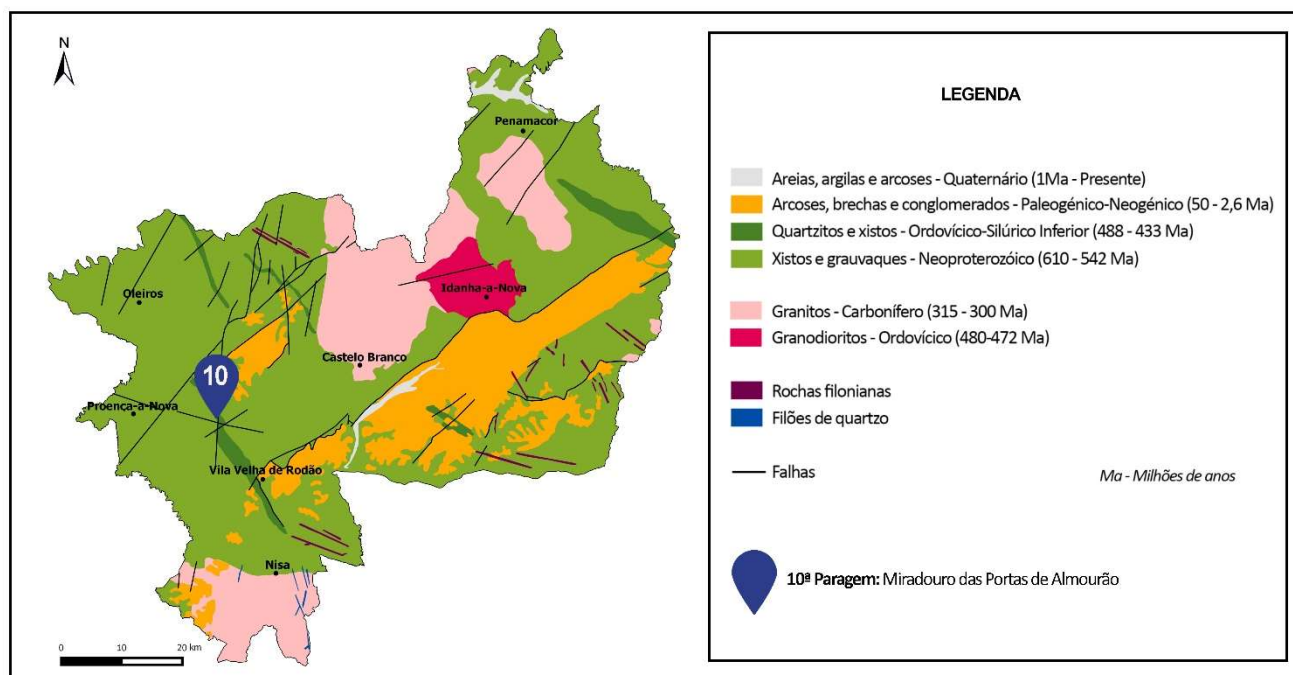 N
Penamacor
Oleiros
Idanha-a-Nova
Castelo Branco
10
Proença-a-Nova
Vila Velha de Rodão
Nisa
0 10 20 km
LEGENDA
Areias, argilas e arcoses - Quaternário (1Ma - Presente)
Arcoses, brechas e conglomerados - Paleogénico-Neogénico (50 - 2,6 Ma)
Quartzitos e xistos - Ordovícico-Silúrico Inferior (488 - 433 Ma)
Xistos e grauvaques - Neoproterozóico (610 - 542 Ma)
Granitos - Carbonífero (315 - 300 Ma)
Granodioritos - Ordovícico (480-472 Ma)
Rochas filonianas
Filões de quartzo
Falhas
Ma - Milhões de anos
10ª Paragem: Miradouro das Portas de Almourão